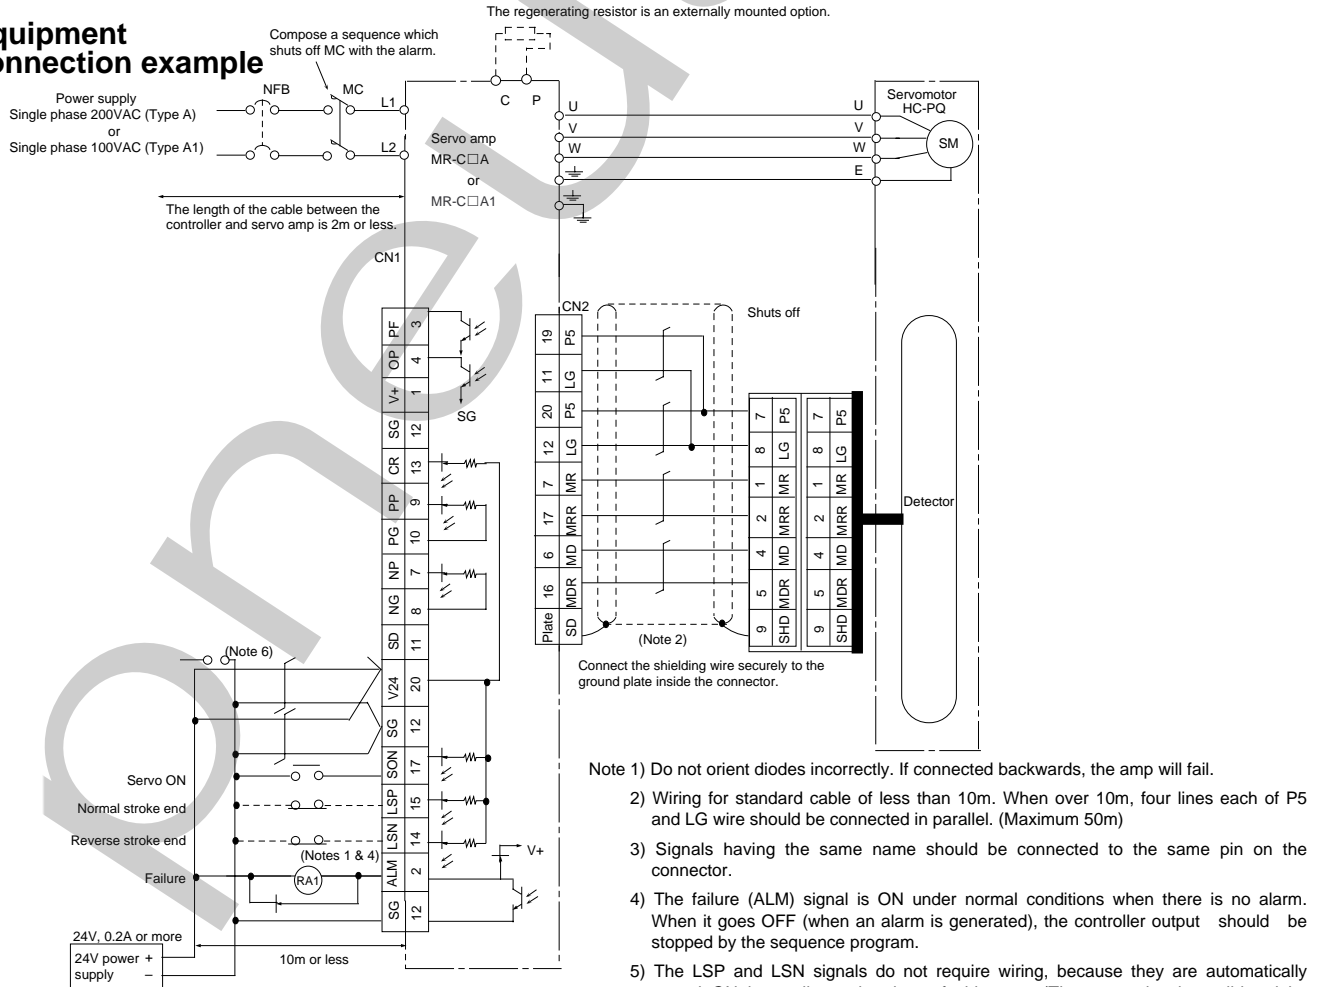 The regenerating resistor is an externally mounted option.
quipment
onnection example
Compose a sequence which
shuts off MC with the alarm.
NFB
MC
L1
L2
C
P
Power supply
Single phase 200VAC (Type A)
or
Single phase 100VAC (Type A1)
Servo amp
MR-C□A
or
MR-C□A1
U
V
W
U
V
W
E
Servomotor
HC-PQ
SM
The length of the cable between the
controller and servo amp is 2m or less.
CN1
PF 3
OP 4
V+ 1
SG 12
CR 13
PP 9
PG 10
NP 7
NG 8
SD 11
V24 20
SG 12
SON 17
LSP 15
LSN 14
ALM 2
SG 12
SG
V+
CN2
19 P5
11 LG
20 P5
12 LG
7 MR
17 MRR
6 MD
16 MDR
Plate SD
Shuts off
7 P5
8 LG
1 MR
2 MRR
4 MD
5 MDR
9 SHD
7 P5
8 LG
1 MR
2 MRR
4 MD
5 MDR
9 SHD
Detector
(Note 2)
Connect the shielding wire securely to the
ground plate inside the connector.
(Note 6)
Servo ON
Normal stroke end
Reverse stroke end
(Notes 1 & 4)
Failure
RA1
24V, 0.2A or more
24V power +
supply −
10m or less
Note 1) Do not orient diodes incorrectly. If connected backwards, the amp will fail.
2) Wiring for standard cable of less than 10m. When over 10m, four lines each of P5
and LG wire should be connected in parallel. (Maximum 50m)
3) Signals having the same name should be connected to the same pin on the
connector.
4) The failure (ALM) signal is ON under normal conditions when there is no alarm.
When it goes OFF (when an alarm is generated), the controller output should be
stopped by the sequence program.
5) The LSP and LSN signals do not require wiring, because they are automatically